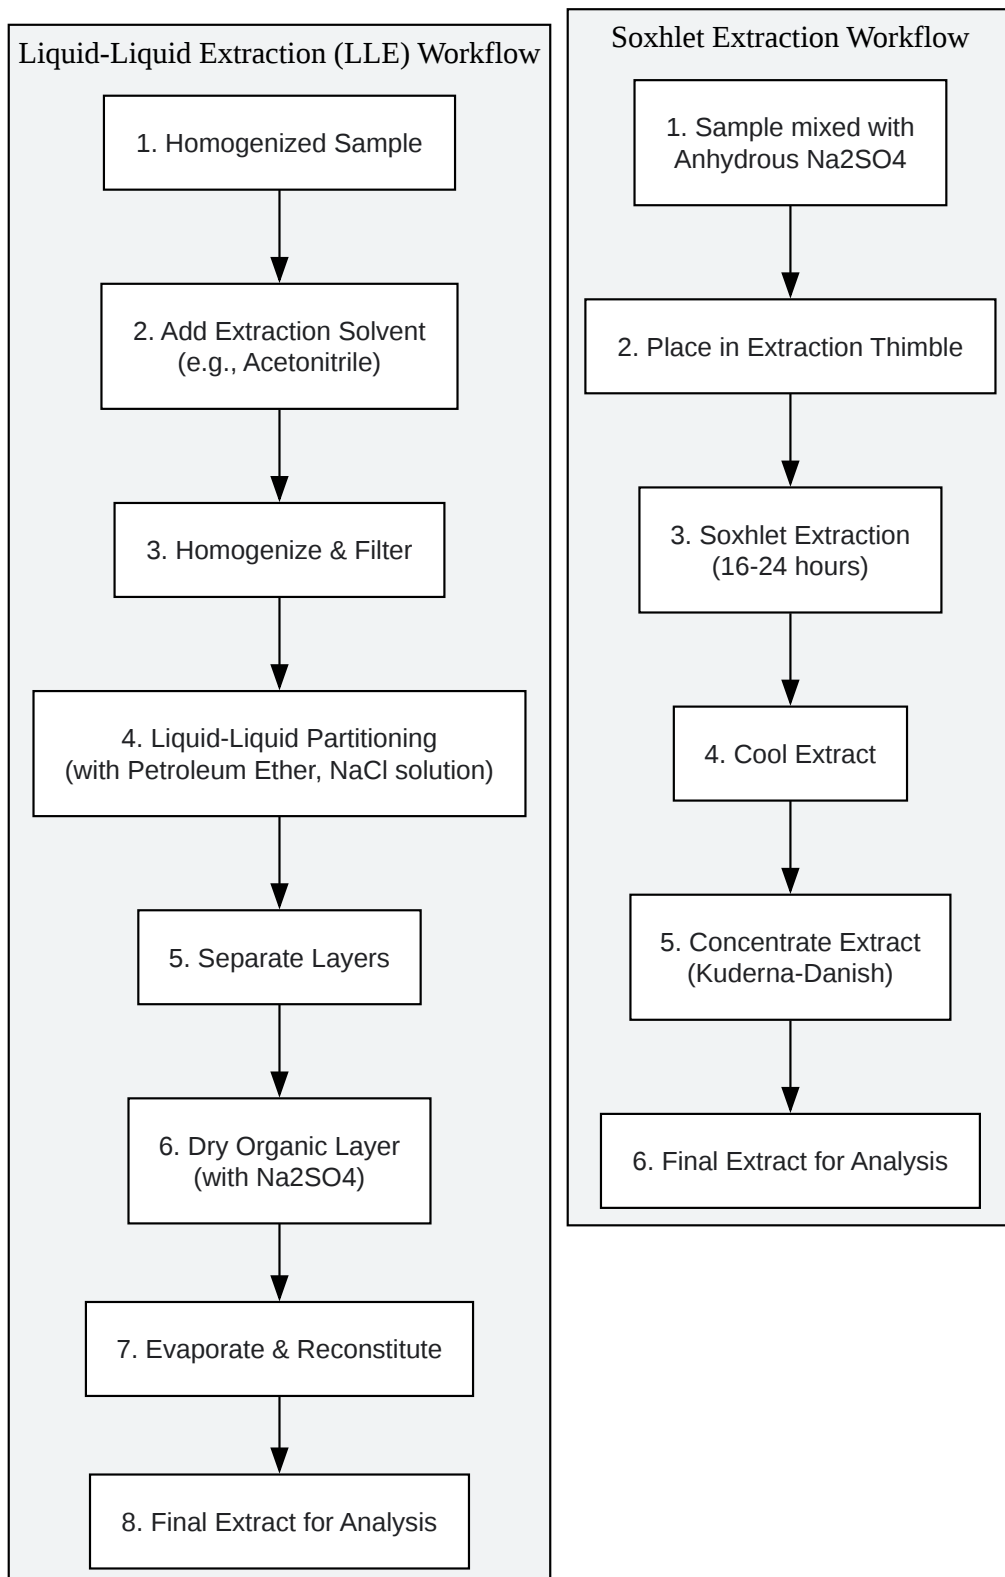 Liquid-Liquid Extraction (LLE) Workflow
1. Homogenized Sample
2. Add Extraction Solvent
(e.g., Acetonitrile)
3. Homogenize & Filter
4. Liquid-Liquid Partitioning
(with Petroleum Ether, NaCl solution)
5. Separate Layers
6. Dry Organic Layer
(with Na2SO4)
7. Evaporate & Reconstitute
8. Final Extract for Analysis
Soxhlet Extraction Workflow
1. Sample mixed with
Anhydrous Na2SO4
2. Place in Extraction Thimble
3. Soxhlet Extraction
(16-24 hours)
4. Cool Extract
5. Concentrate Extract
(Kuderna-Danish)
6. Final Extract for Analysis